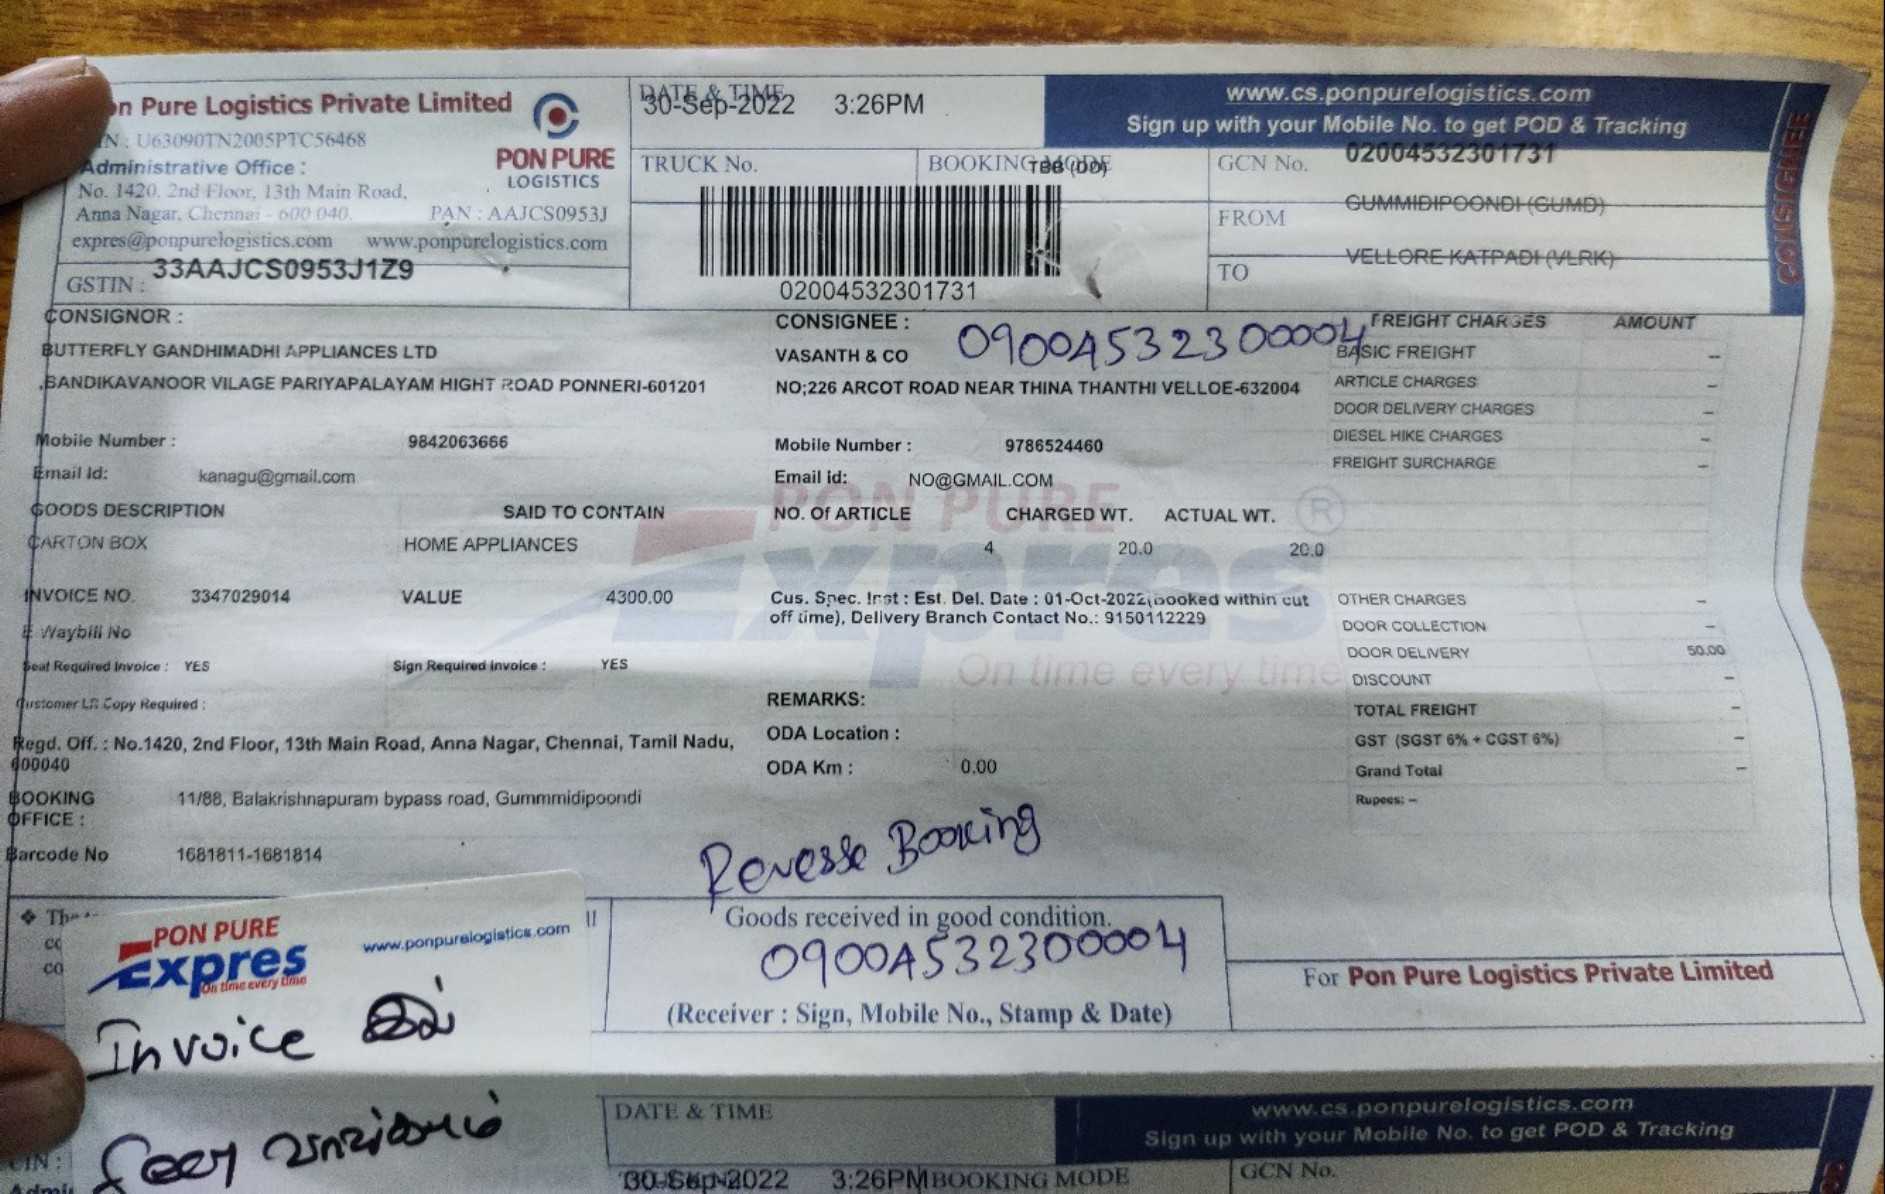 on Pure Logistics Private Limited
IN : U63090TN2005PTC56468
Administrative Office :
No. 1420, 2nd Floor, 13th Main Road,
Anna Nagar, Chennai - 600 040. PAN : AAJCS0953J
expres@ponpurelogistics.com www.ponpurelogistics.com
GSTIN : 33AAJCS0953J1Z9
PON PURE
LOGISTICS
DATE & TIME
30-Sep-2022 3:26PM
TRUCK No. BOOKING MODE TBB (DD)
02004532301731
www.cs.ponpurelogistics.com
Sign up with your Mobile No. to get POD & Tracking
GCN No. 02004532301731
FROM GUMMIDIPOONDI (GUMD)
TO VELLORE KATPADI (VLRK)
CONSIGNEE
CONSIGNOR :
BUTTERFLY GANDHIMADHI APPLIANCES LTD
,BANDIKAVANOOR VILAGE PARIYAPALAYAM HIGHT ROAD PONNERI-601201
Mobile Number : 9842063666
Email Id: kanagu@gmail.com
CONSIGNEE :
09004532300004
VASANTH & CO
NO;226 ARCOT ROAD NEAR THINA THANTHI VELLOE-632004
Mobile Number : 9786524460
Email id: NO@GMAIL.COM
FREIGHT CHARGES AMOUNT
BASIC FREIGHT –
ARTICLE CHARGES –
DOOR DELIVERY CHARGES –
DIESEL HIKE CHARGES –
FREIGHT SURCHARGE –
PON PURE ®
Expres
On time every time
GOODS DESCRIPTION SAID TO CONTAIN NO. Of ARTICLE CHARGED WT. ACTUAL WT.
CARTON BOX HOME APPLIANCES 4 20.0 20.0
INVOICE NO. 3347029014 VALUE 4300.00
E Waybill No
Seal Required Invoice : YES Sign Required Invoice : YES
Customer LR Copy Required :
Cus. Spec. Inst : Est. Del. Date : 01-Oct-2022(Booked within cut
off time), Delivery Branch Contact No.: 9150112229
OTHER CHARGES –
DOOR COLLECTION –
DOOR DELIVERY 50.00
DISCOUNT –
TOTAL FREIGHT –
GST (SGST 6% + CGST 6%) –
Grand Total –
Rupees: –
REMARKS:
ODA Location :
ODA Km : 0.00
Regd. Off. : No.1420, 2nd Floor, 13th Main Road, Anna Nagar, Chennai, Tamil Nadu,
600040
BOOKING
OFFICE :
11/88, Balakrishnapuram bypass road, Gummmidipoondi
Barcode No 1681811-1681814
Revesse Booking
Goods received in good condition.
09004532300004
(Receiver : Sign, Mobile No., Stamp & Date)
For Pon Pure Logistics Private Limited
PON PURE
Expres
On time every time
www.ponpurelogistics.com
Invoice இல்
DATE & TIME
30-Sep-2022 3:26PM BOOKING MODE
www.cs.ponpurelogistics.com
Sign up with your Mobile No. to get POD & Tracking
GCN No.
CIN :